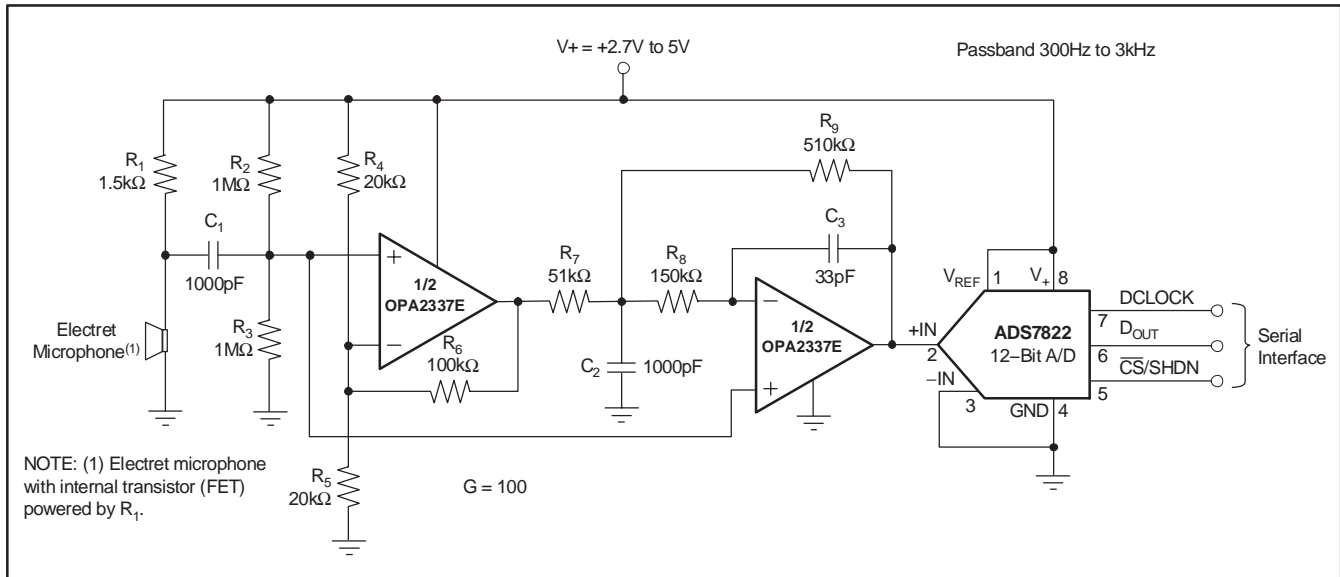 V+ = +2.7V to 5V
Passband 300Hz to 3kHz
R1
1.5kΩ
R2
1MΩ
R4
20kΩ
R9
510kΩ
C1
1000pF
C3
33pF
R7
51kΩ
R8
150kΩ
+
1/2
OPA2337E
−
R6
100kΩ
R3
1MΩ
Electret
Microphone(1)
C2
1000pF
−
1/2
OPA2337E
+
VREF
1
V+
8
+IN
2
ADS7822
12−Bit A/D
−IN
3
GND
4
DCLOCK
7
DOUT
6
CS/SHDN
5
Serial
Interface
R5
20kΩ
G = 100
NOTE: (1) Electret microphone
with internal transistor (FET)
powered by R1.